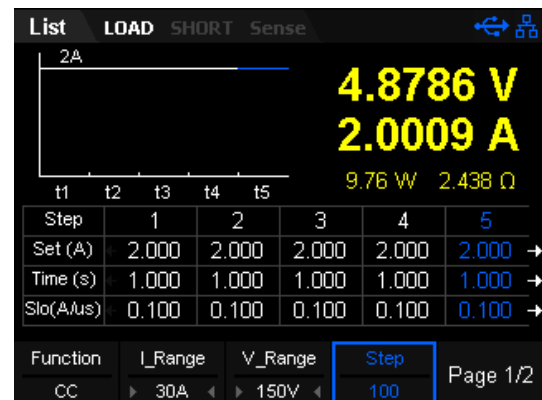 List LOAD SHORT Sense
2A
4.8786 V
2.0009 A
9.76 W 2.438 Ω
t1 t2 t3 t4 t5
Step 1 2 3 4 5
Set (A) 2.000 2.000 2.000 2.000 2.000
Time (s) 1.000 1.000 1.000 1.000 1.000
Slo(A/us) 0.100 0.100 0.100 0.100 0.100
Function I_Range V_Range Step Page 1/2
CC 30A 150V 100